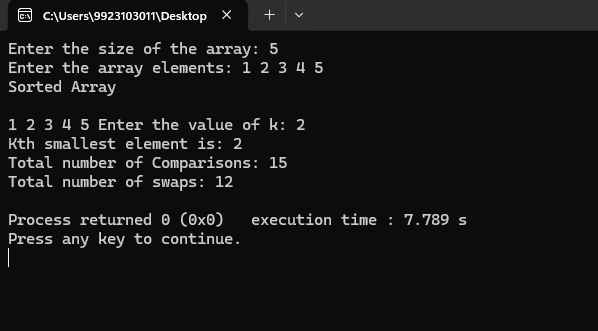 C:\Users\9923103011\Desktop
Enter the size of the array: 5
Enter the array elements: 1 2 3 4 5
Sorted Array
1 2 3 4 5 Enter the value of k: 2
Kth smallest element is: 2
Total number of Comparisons: 15
Total number of swaps: 12
Process returned 0 (0x0)   execution time : 7.789 s
Press any key to continue.